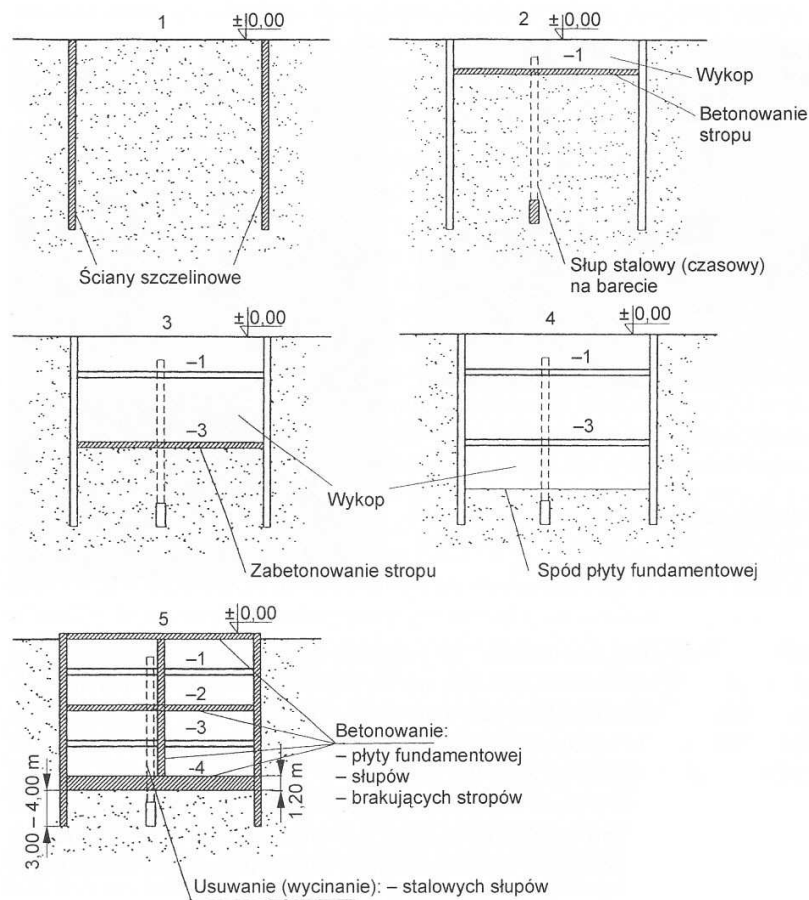 1
±0,00
Ściany szczelinowe
2
±0,00
–1
Wykop
Betonowanie
stropu
Słup stalowy (czasowy)
na barecie
3
±0,00
–1
–3
Wykop
Zabetonowanie stropu
4
±0,00
–1
–3
Spód płyty fundamentowej
5
±0,00
–1
–2
–3
-4
3,00 – 4,00 m
1,20 m
Betonowanie:
– płyty fundamentowej
– słupów
– brakujących stropów
Usuwanie (wycinanie): – stalowych słupów